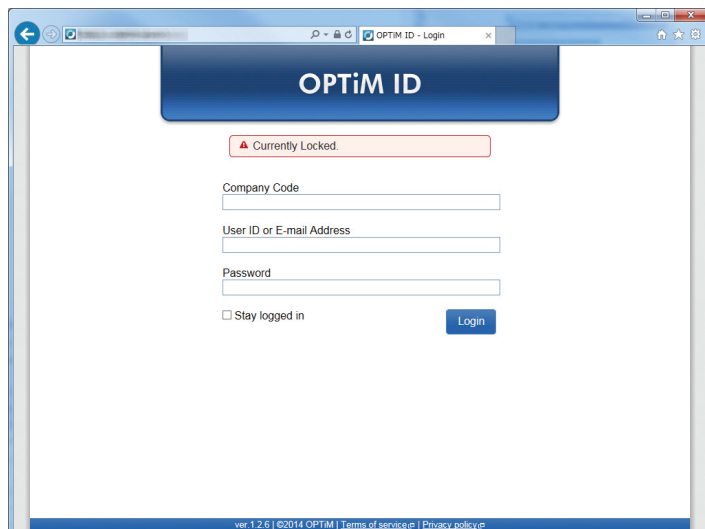 OPTiM ID - Login
OPTiM ID
Currently Locked.
Company Code
User ID or E-mail Address
Password
Stay logged in
Login
ver.1.2.6 | ©2014 OPTiM | Terms of service | Privacy policy